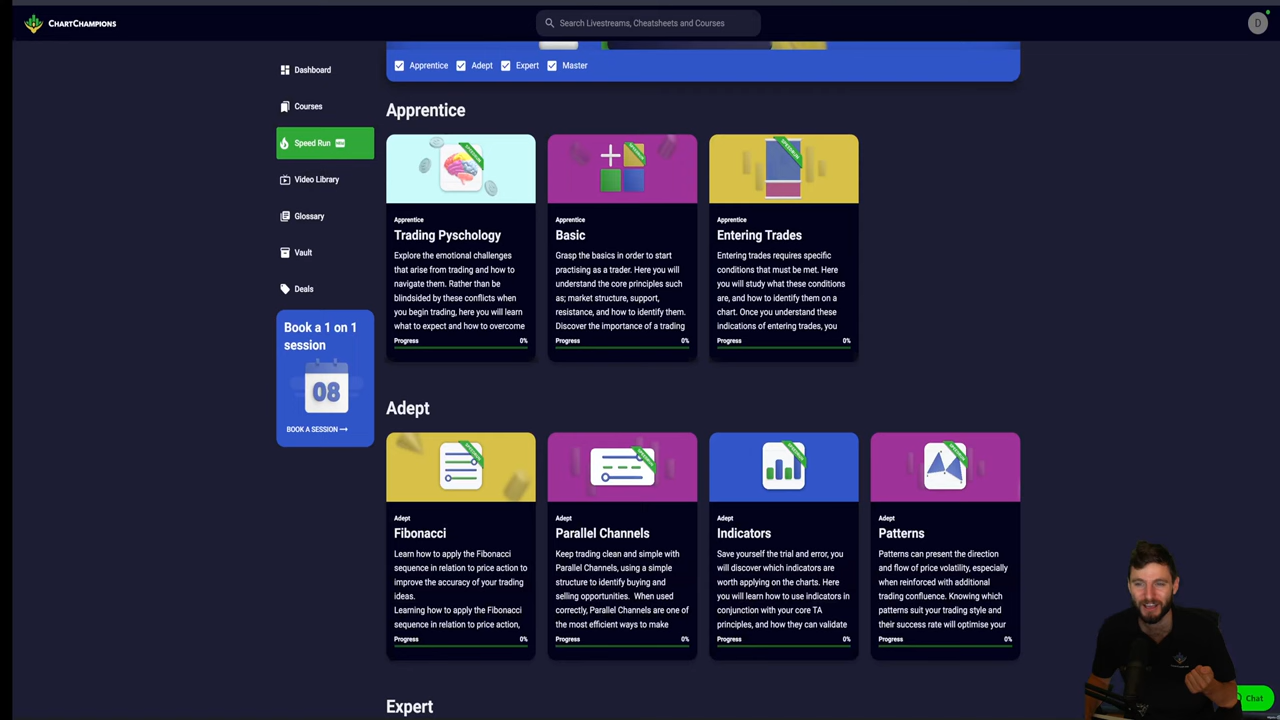 ChartChampions
Search Livestreams, Cheatsheets and Courses
D
Dashboard
Courses
Speed Run
Video Library
Glossary
Vault
Deals
Book a 1 on 1
session
08
BOOK A SESSION
Apprentice
Adept
Expert
Master
Apprentice
Apprentice
Trading Pyschology
Explore the emotional challenges
that arise from trading and how to
navigate them. Rather than be
blindsided by these conflicts when
you begin trading, here you will learn
what to expect and how to overcome
Progress
0%
Apprentice
Basic
Grasp the basics in order to start
practising as a trader. Here you will
understand the core principles such
as; market structure, support,
resistance, and how to identify them.
Discover the importance of a trading
Progress
0%
Apprentice
Entering Trades
Entering trades requires specific
conditions that must be met. Here
you will study what these conditions
are, and how to identify them on a
chart. Once you understand these
indications of entering trades, you
Progress
0%
Adept
Adept
Fibonacci
Learn how to apply the Fibonacci
sequence in relation to price action to
improve the accuracy of your trading
ideas.
Learning how to apply the Fibonacci
sequence in relation to price action,
Progress
0%
Adept
Parallel Channels
Keep trading clean and simple with
Parallel Channels, using a simple
structure to identify buying and
selling opportunities. When used
correctly, Parallel Channels are one of
the most efficient ways to make
Progress
0%
Adept
Indicators
Save yourself the trial and error, you
will discover which indicators are
worth applying on the charts. Here
you will learn how to use indicators in
conjunction with your core TA
principles, and how they can validate
Progress
0%
Adept
Patterns
Patterns can present the direction
and flow of price volatility, especially
when reinforced with additional
trading confluence. Knowing which
patterns suit your trading style and
their success rate will optimise your
Progress
0%
Expert
Chat